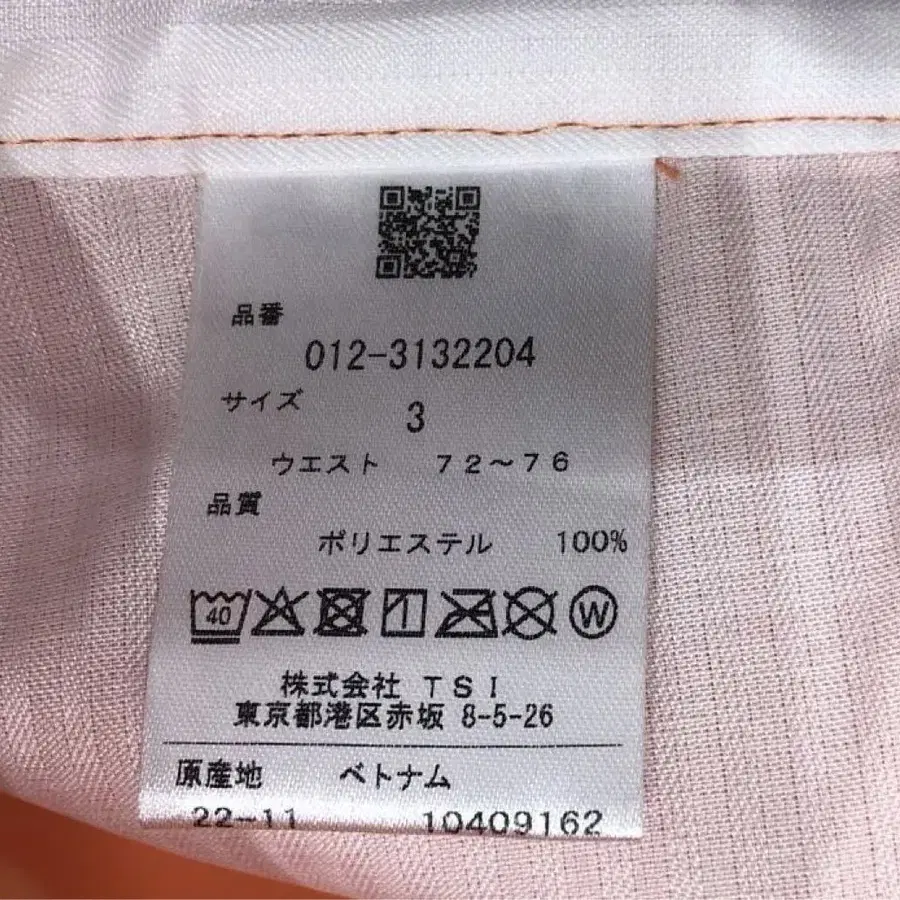 品番
012-3132204
サイズ
3
ウエスト 72〜76
品質
ポリエステル 100%
40 W
株式会社 TSI
東京都港区赤坂 8-5-26
原産地 ベトナム
22-11 10409162